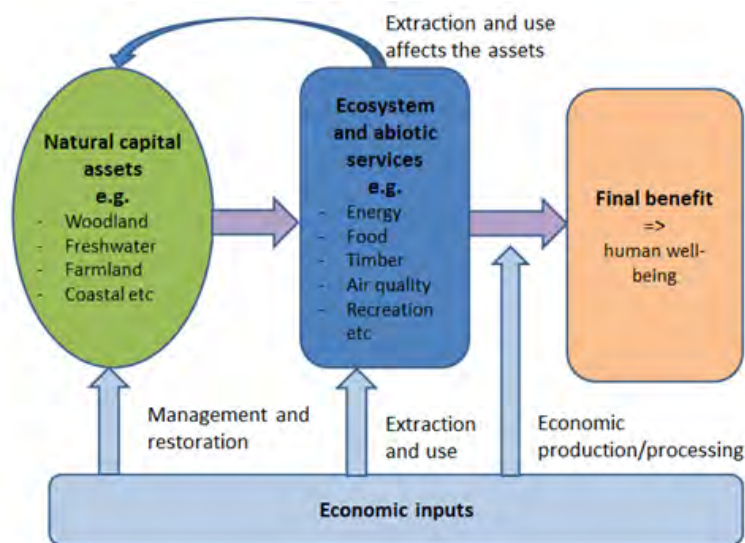 Extraction and use
affects the assets
Natural capital
assets
e.g.
- Woodland
- Freshwater
- Farmland
- Coastal etc
Ecosystem
and abiotic
services
e.g.
- Energy
- Food
- Timber
- Air quality
- Recreation
etc
Final benefit
=>
human well-
being
Management and
restoration
Extraction
and use
Economic
production/processing
Economic inputs